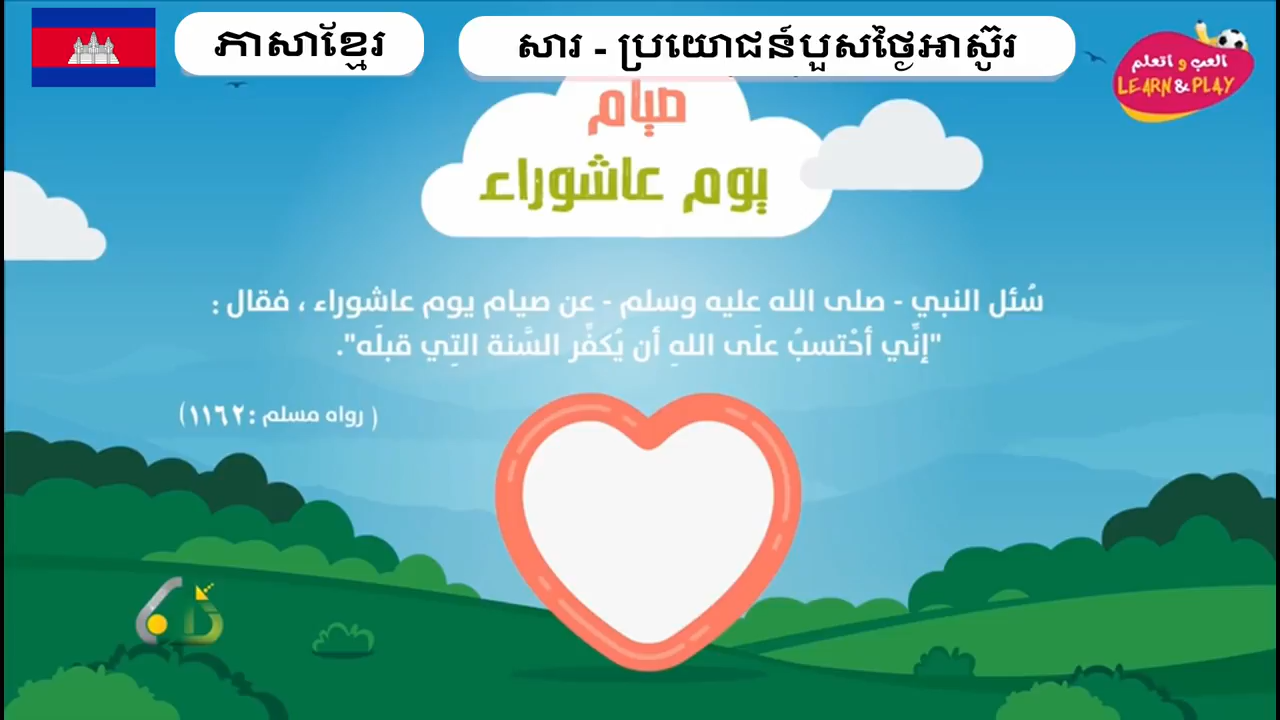 ភាសាខ្មែរ
សារ - ប្រយោជន៍បួសថ្ងៃអាស៊ូរ
العب و اتعلم
LEARN & PLAY
صيام
يوم عاشوراء
سُئل النبي - صلى الله عليه وسلم - عن صيام يوم عاشوراء ، فقال :
"إنِّي أحْتسبُ علَى اللهِ أن يُكفِّر السَّنة التِي قبلَه".
( رواه مسلم : ١١٦٢)